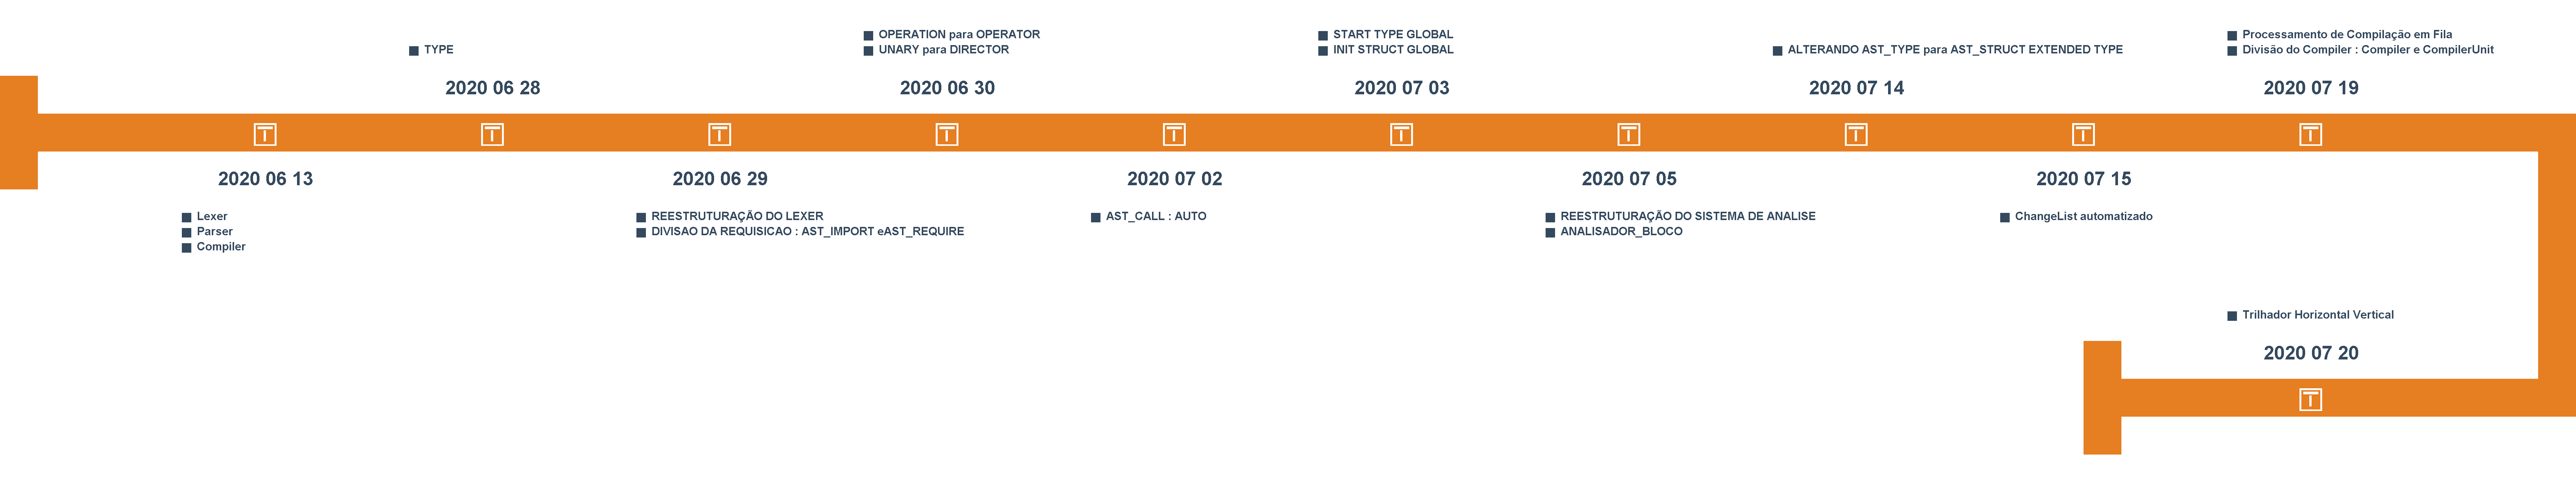 TYPE
2020 06 28
OPERATION para OPERATOR
UNARY para DIRECTOR
2020 06 30
START TYPE GLOBAL
INIT STRUCT GLOBAL
2020 07 03
ALTERANDO AST_TYPE para AST_STRUCT EXTENDED TYPE
2020 07 14
Processamento de Compilação em Fila
Divisão do Compiler : Compiler e CompilerUnit
2020 07 19
T
T
T
T
T
T
T
T
T
T
2020 06 13
Lexer
Parser
Compiler
2020 06 29
REESTRUTURAÇÃO DO LEXER
DIVISAO DA REQUISICAO : AST_IMPORT eAST_REQUIRE
2020 07 02
AST_CALL : AUTO
2020 07 05
REESTRUTURAÇÃO DO SISTEMA DE ANALISE
ANALISADOR_BLOCO
2020 07 15
ChangeList automatizado
Trilhador Horizontal Vertical
2020 07 20
T